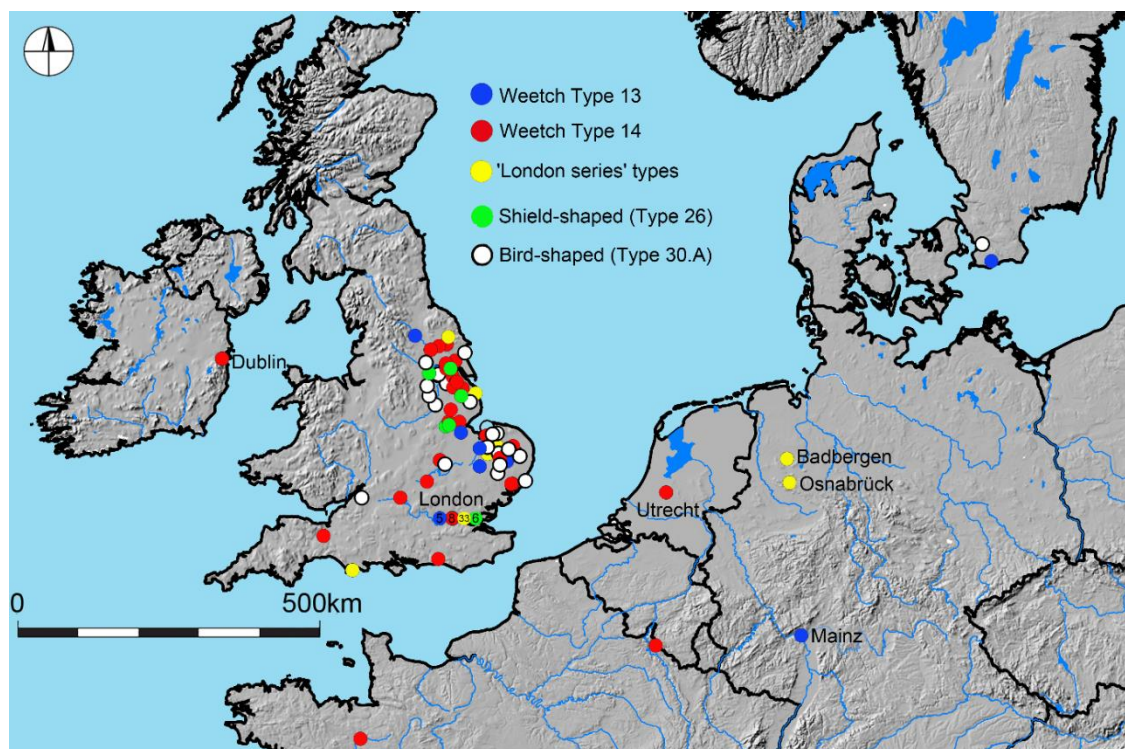 Weetch Type 13
Weetch Type 14
'London series' types
Shield-shaped (Type 26)
Bird-shaped (Type 30.A)
Dublin
Badbergen
Osnabrück
London
Utrecht
5 8 33 6
0 500km
Mainz